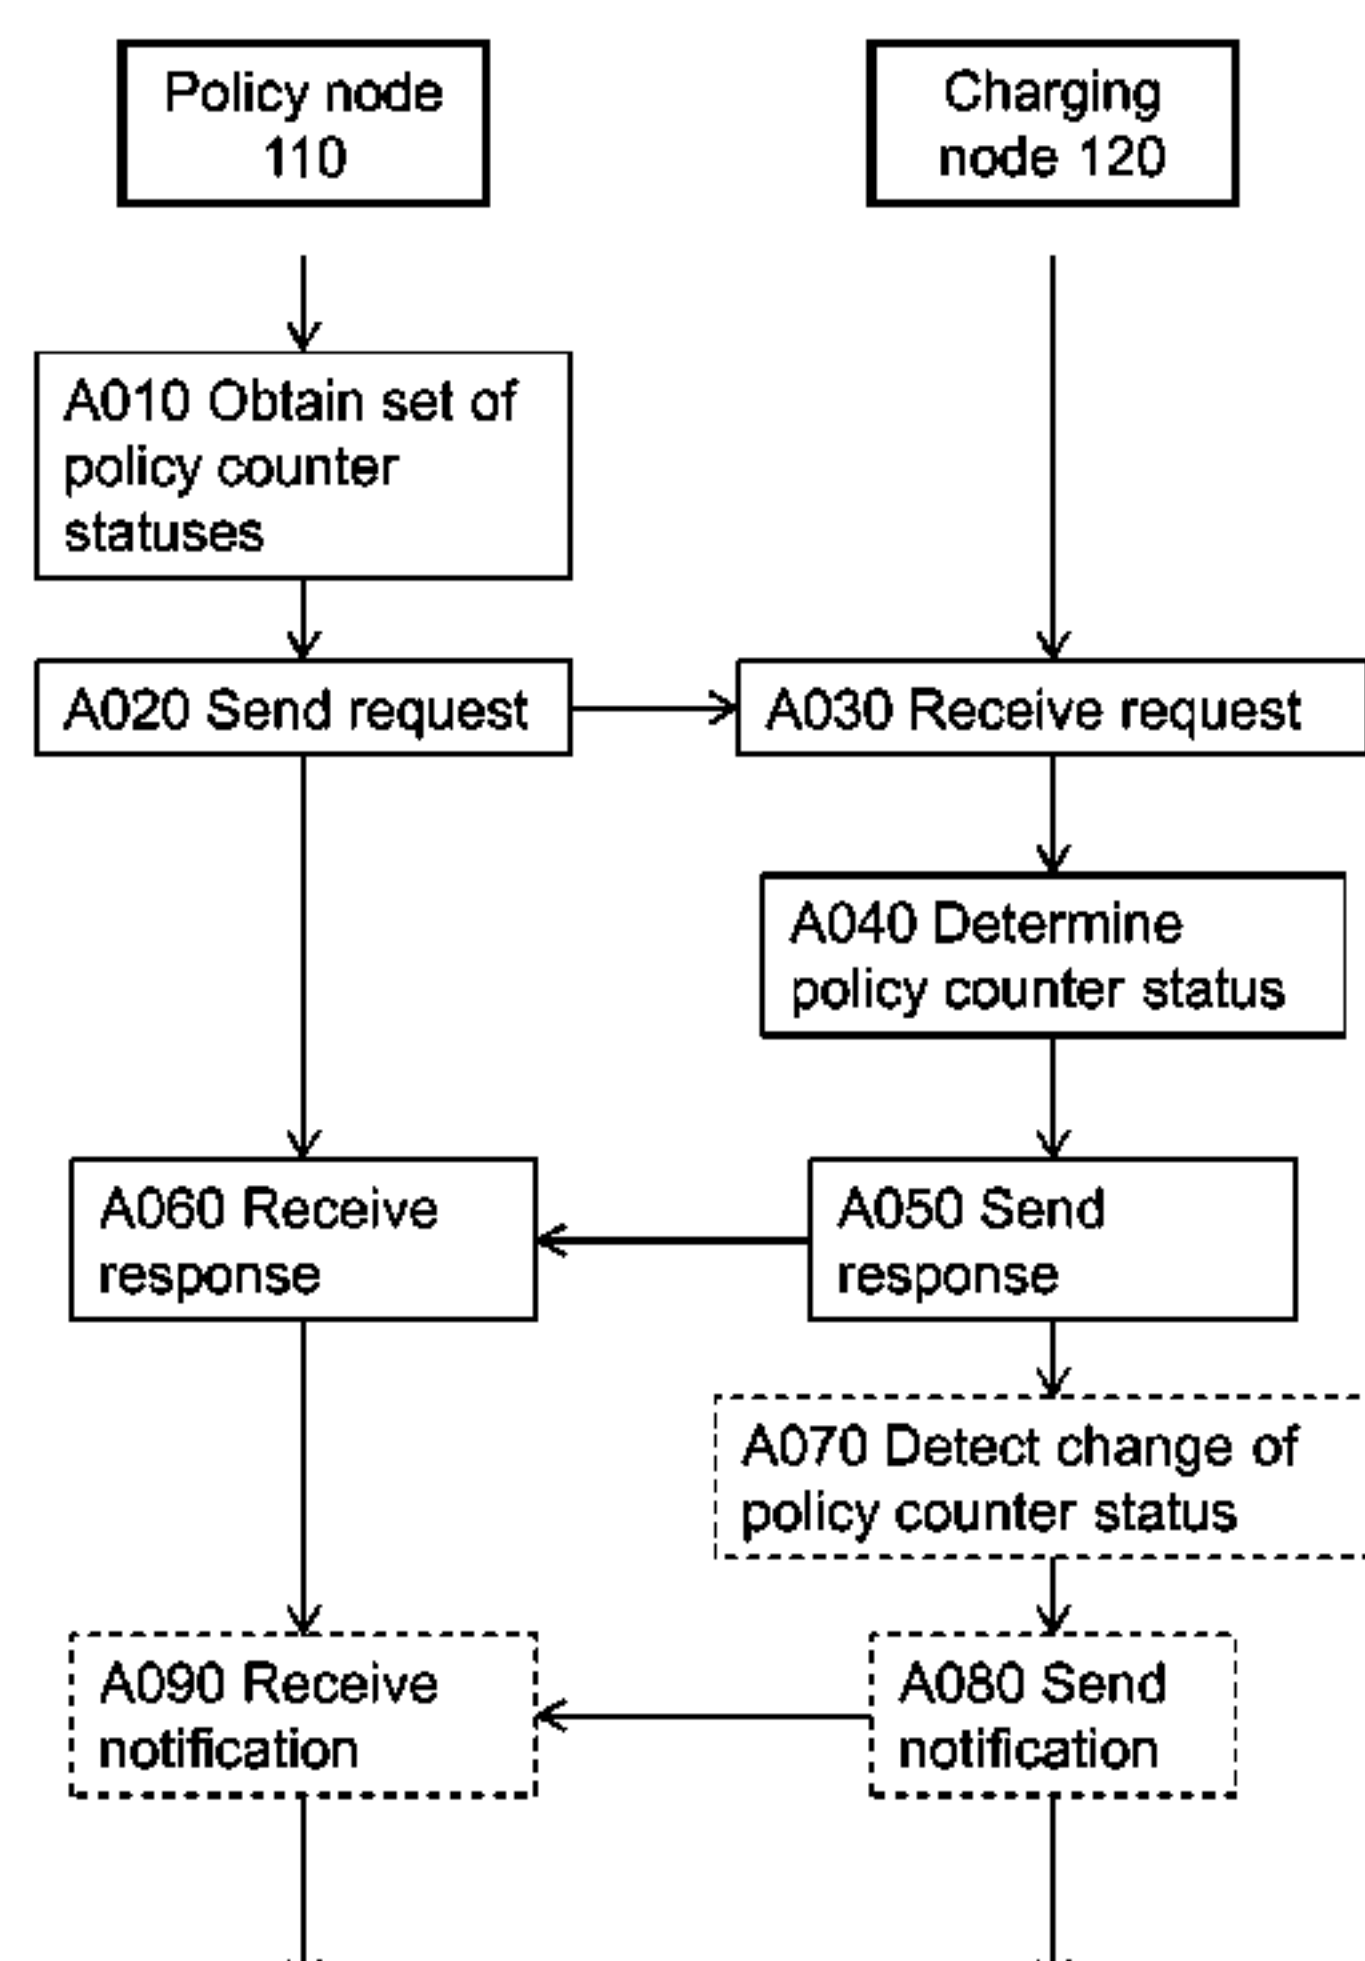 Policy node
110
Charging
node 120
A010 Obtain set of
policy counter
statuses
A020 Send request
A030 Receive request
A040 Determine
policy counter status
A060 Receive
response
A050 Send
response
A070 Detect change of
policy counter status
A090 Receive
notification
A080 Send
notification